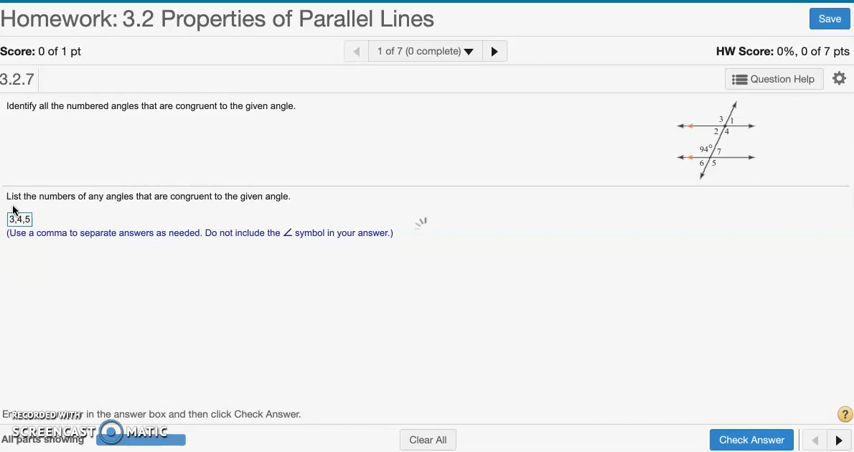 Homework: 3.2 Properties of Parallel Lines
Save
Score: 0 of 1 pt
1 of 7 (0 complete)
HW Score: 0%, 0 of 7 pts
3.2.7
Question Help
Identify all the numbered angles that are congruent to the given angle.
3 1
2 4
94° 7
6 5
List the numbers of any angles that are congruent to the given angle.
3,4,5
(Use a comma to separate answers as needed. Do not include the ∠ symbol in your answer.)
in the answer box and then click Check Answer.
?
RECORDED WITH
SCREENCAST MATIC
All parts showing
Clear All
Check Answer